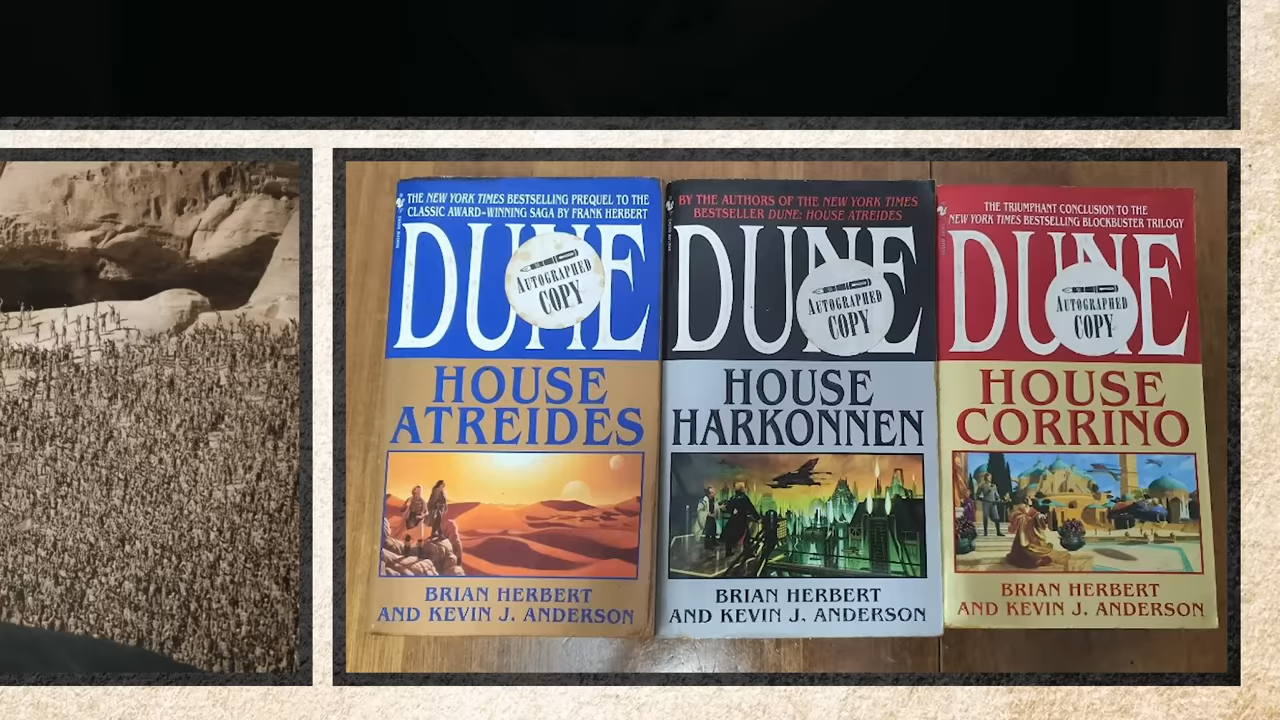 THE NEW YORK TIMES BESTSELLING PREQUEL TO THE
CLASSIC AWARD-WINNING SAGA BY FRANK HERBERT
DUNE
AUTOGRAPHED
COPY
HOUSE
ATREIDES
BRIAN HERBERT
AND KEVIN J. ANDERSON
BY THE AUTHORS OF THE NEW YORK TIMES
BESTSELLER DUNE: HOUSE ATREIDES
DUNE
AUTOGRAPHED
COPY
HOUSE
HARKONNEN
BRIAN HERBERT
AND KEVIN J. ANDERSON
THE TRIUMPHANT CONCLUSION TO THE
NEW YORK TIMES BESTSELLING BLOCKBUSTER TRILOGY
DUNE
AUTOGRAPHED
COPY
HOUSE
CORRINO
BRIAN HERBERT
AND KEVIN J. ANDERSON